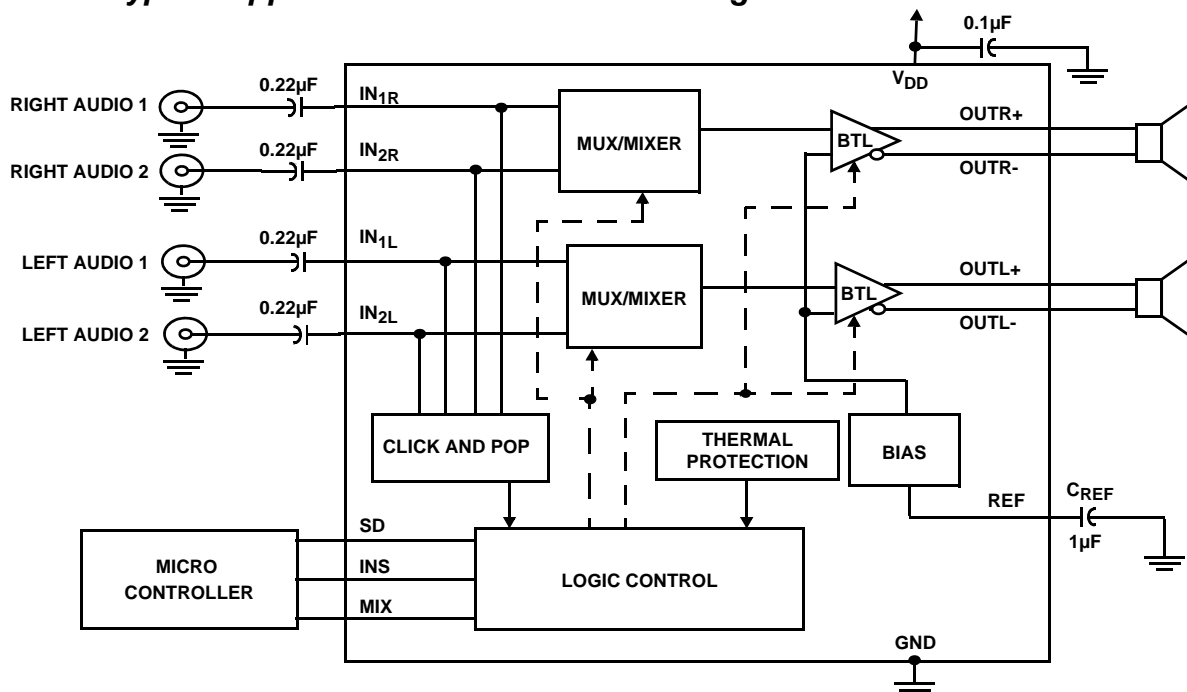 0.1µF
VDD
RIGHT AUDIO 1
0.22µF
IN1R
MUX/MIXER
BTL
OUTR+
RIGHT AUDIO 2
0.22µF
IN2R
OUTR-
LEFT AUDIO 1
0.22µF
IN1L
MUX/MIXER
BTL
OUTL+
LEFT AUDIO 2
0.22µF
IN2L
OUTL-
CLICK AND POP
THERMAL
PROTECTION
BIAS
REF
CREF
1µF
MICRO
CONTROLLER
SD
INS
MIX
LOGIC CONTROL
GND